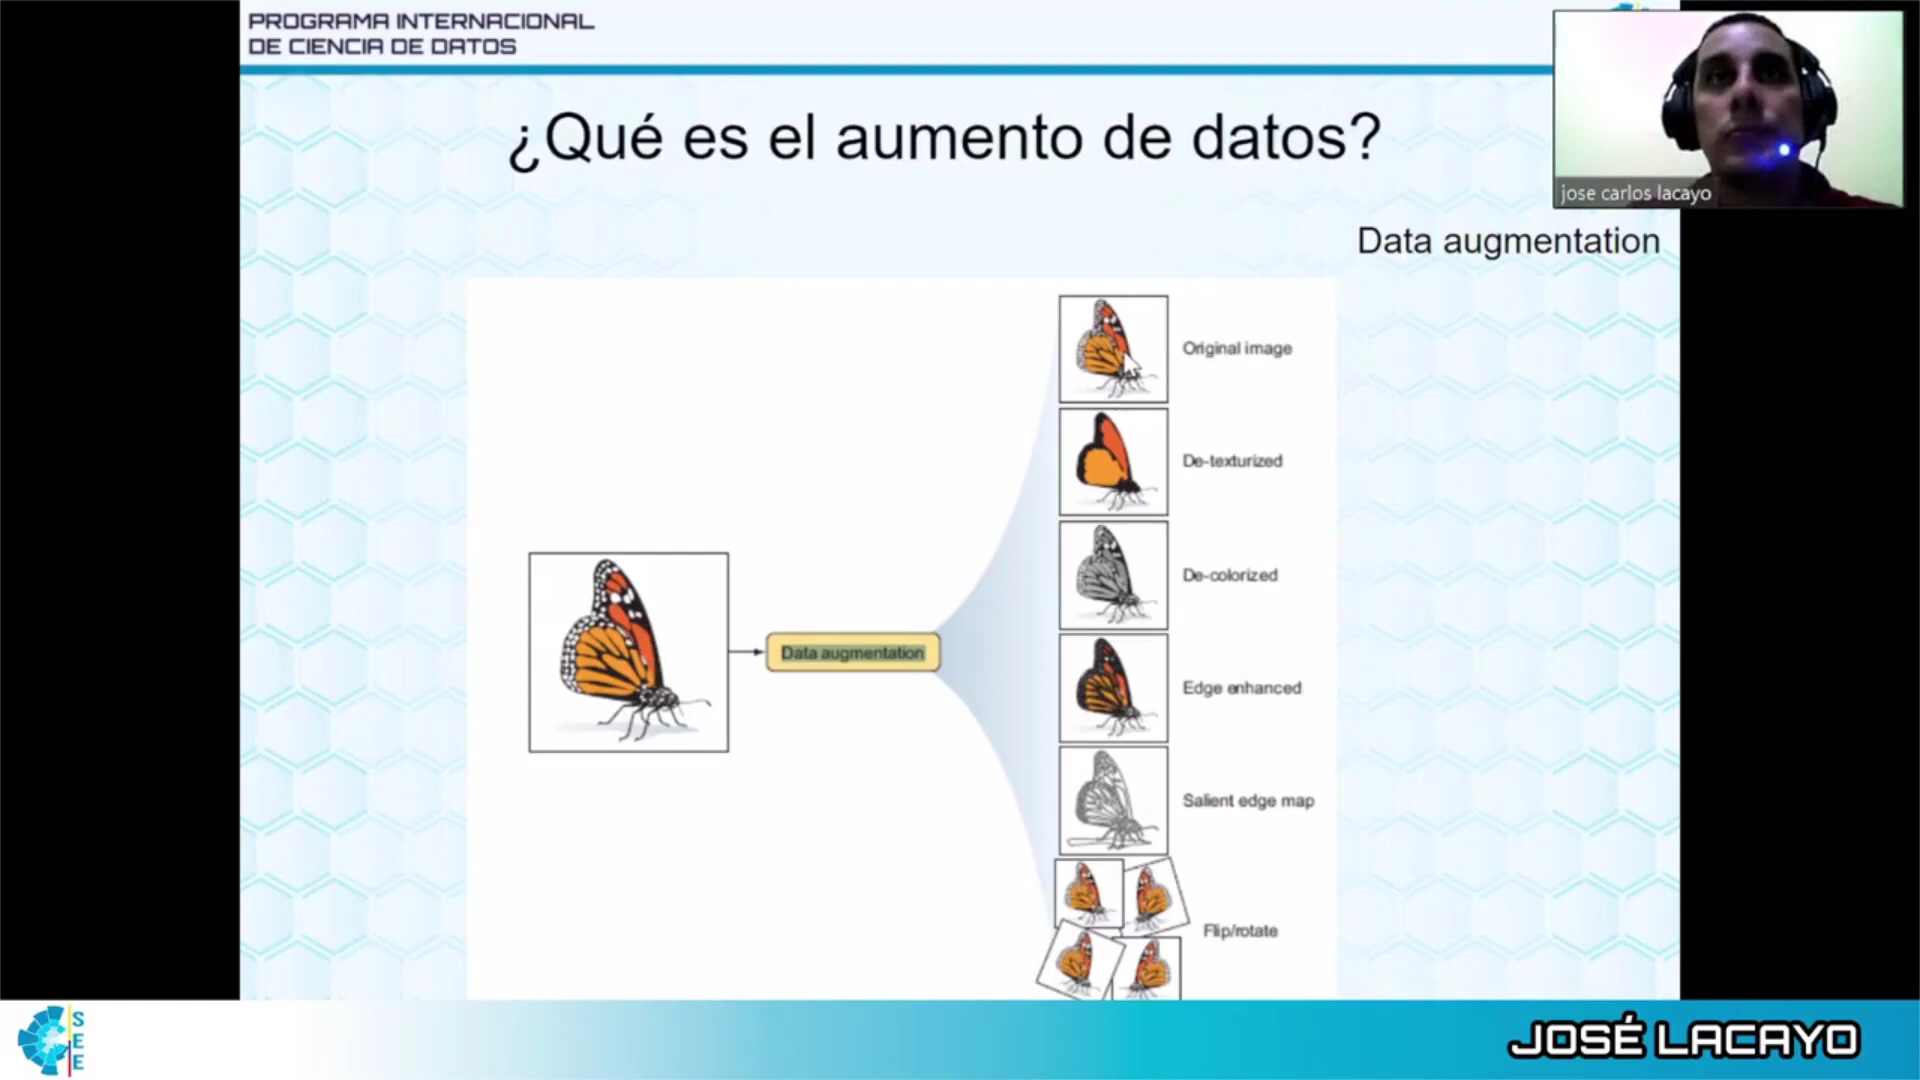 PROGRAMA INTERNACIONAL
DE CIENCIA DE DATOS
jose carlos lacayo
¿Qué es el aumento de datos?
Data augmentation
Original image
De-texturized
De-colorized
Edge enhanced
Data augmentation
Salient edge map
Flip/rotate
SEE
JOSÉ LACAYO